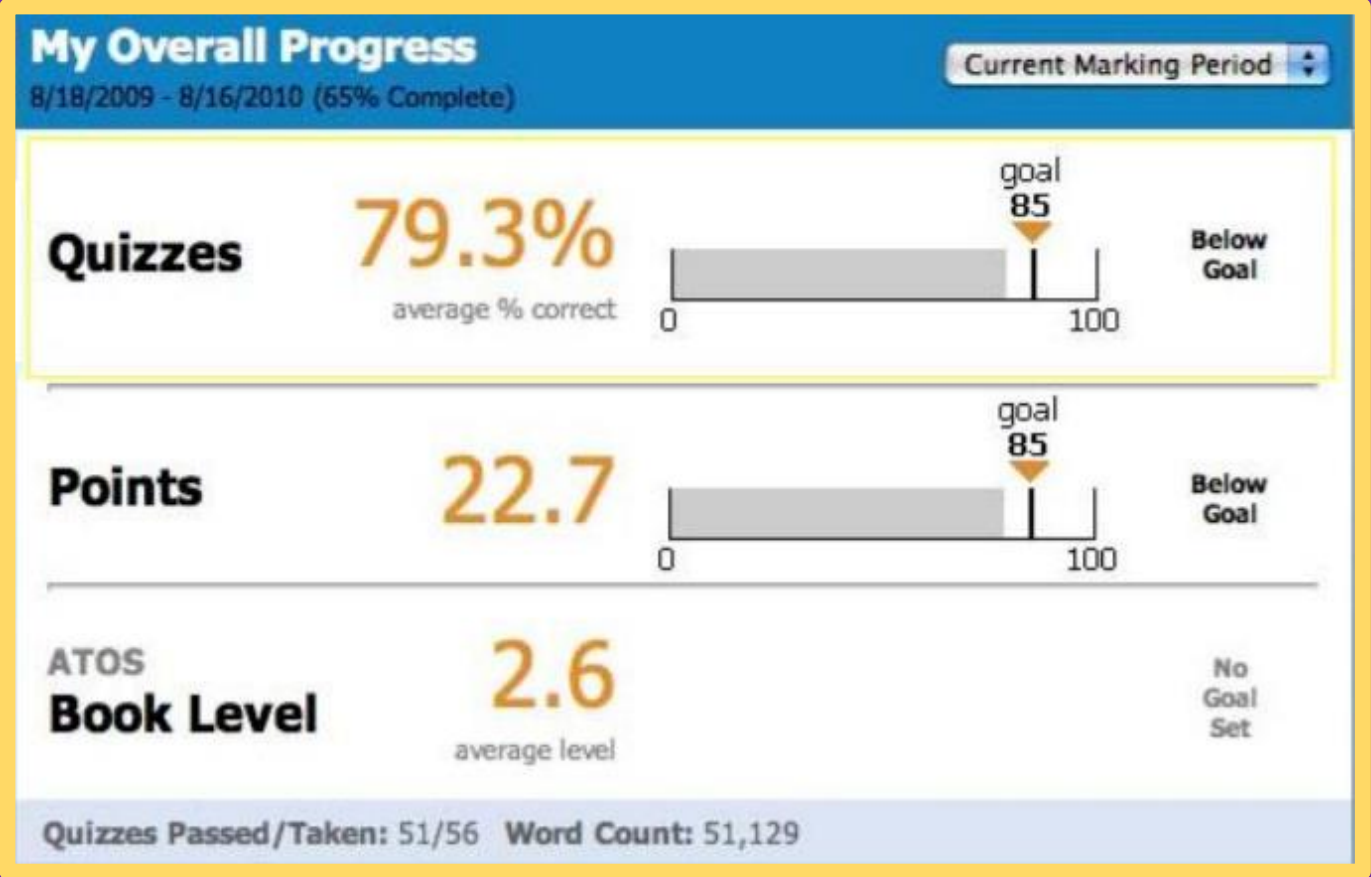 My Overall Progress
Current Marking Period
8/18/2009 - 8/16/2010 (65% Complete)
goal
85
Quizzes
79.3%
average % correct
0
100
Below
Goal
goal
85
Points
22.7
0
100
Below
Goal
ATOS
Book Level
2.6
average level
No
Goal
Set
Quizzes Passed/Taken: 51/56 Word Count: 51,129